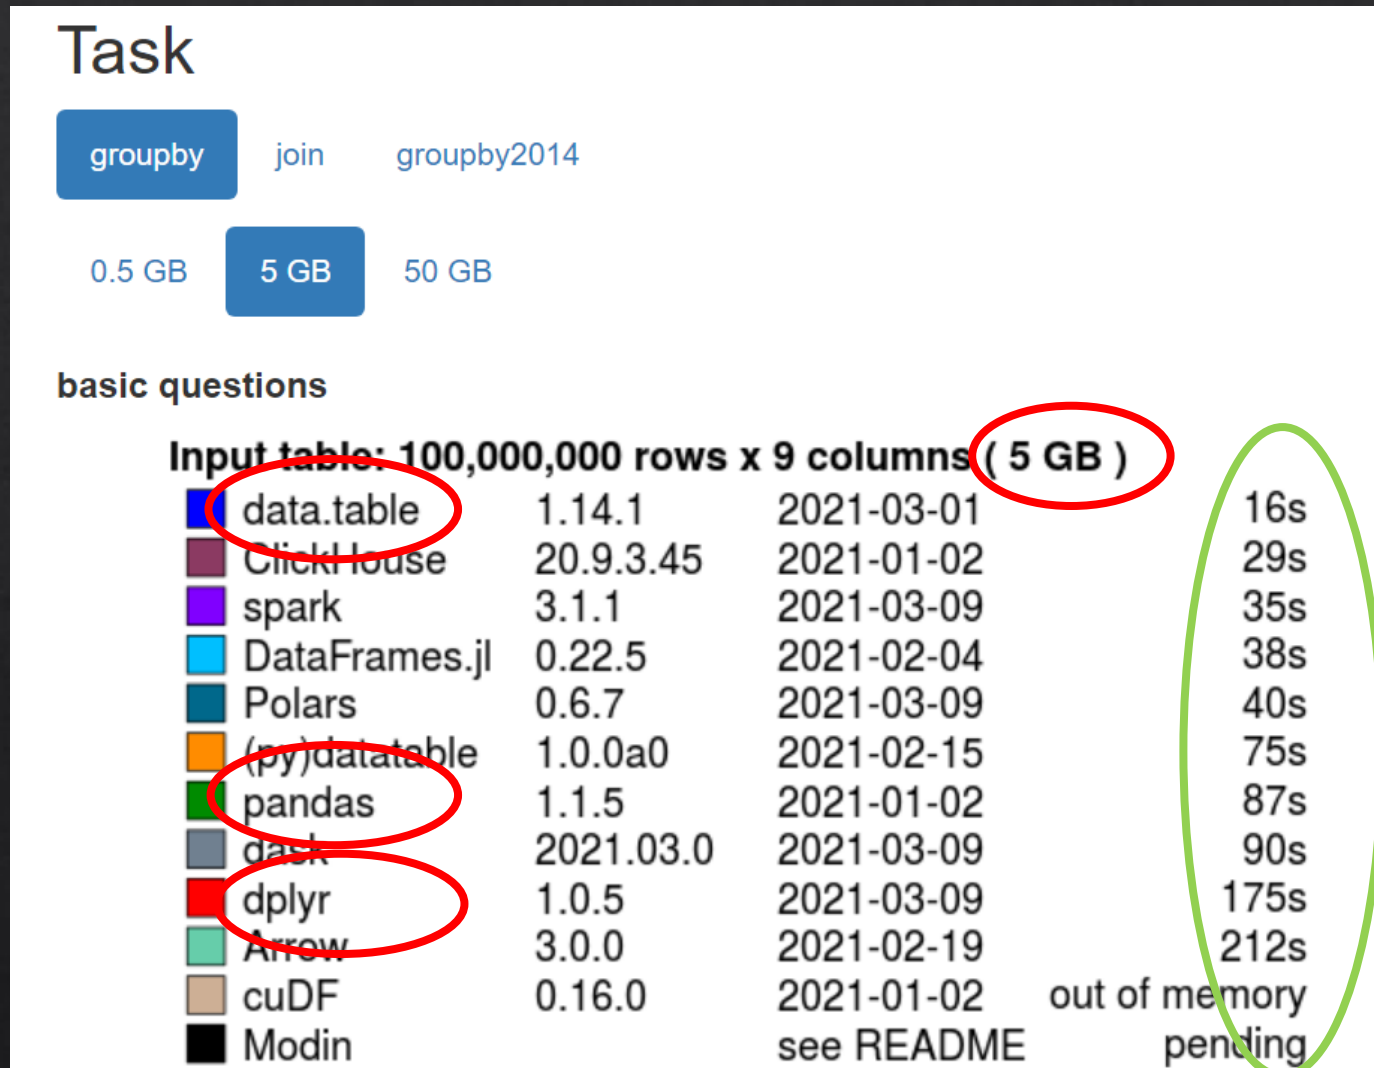 Task
groupby join groupby2014
0.5 GB 5 GB 50 GB
basic questions
Input table: 100,000,000 rows x 9 columns ( 5 GB )
data.table 1.14.1 2021-03-01 16s
ClickHouse 20.9.3.45 2021-01-02 29s
spark 3.1.1 2021-03-09 35s
DataFrames.jl 0.22.5 2021-02-04 38s
Polars 0.6.7 2021-03-09 40s
(py)datatable 1.0.0a0 2021-02-15 75s
pandas 1.1.5 2021-01-02 87s
dask 2021.03.0 2021-03-09 90s
dplyr 1.0.5 2021-03-09 175s
Arrow 3.0.0 2021-02-19 212s
cuDF 0.16.0 2021-01-02 out of memory
Modin see README pending